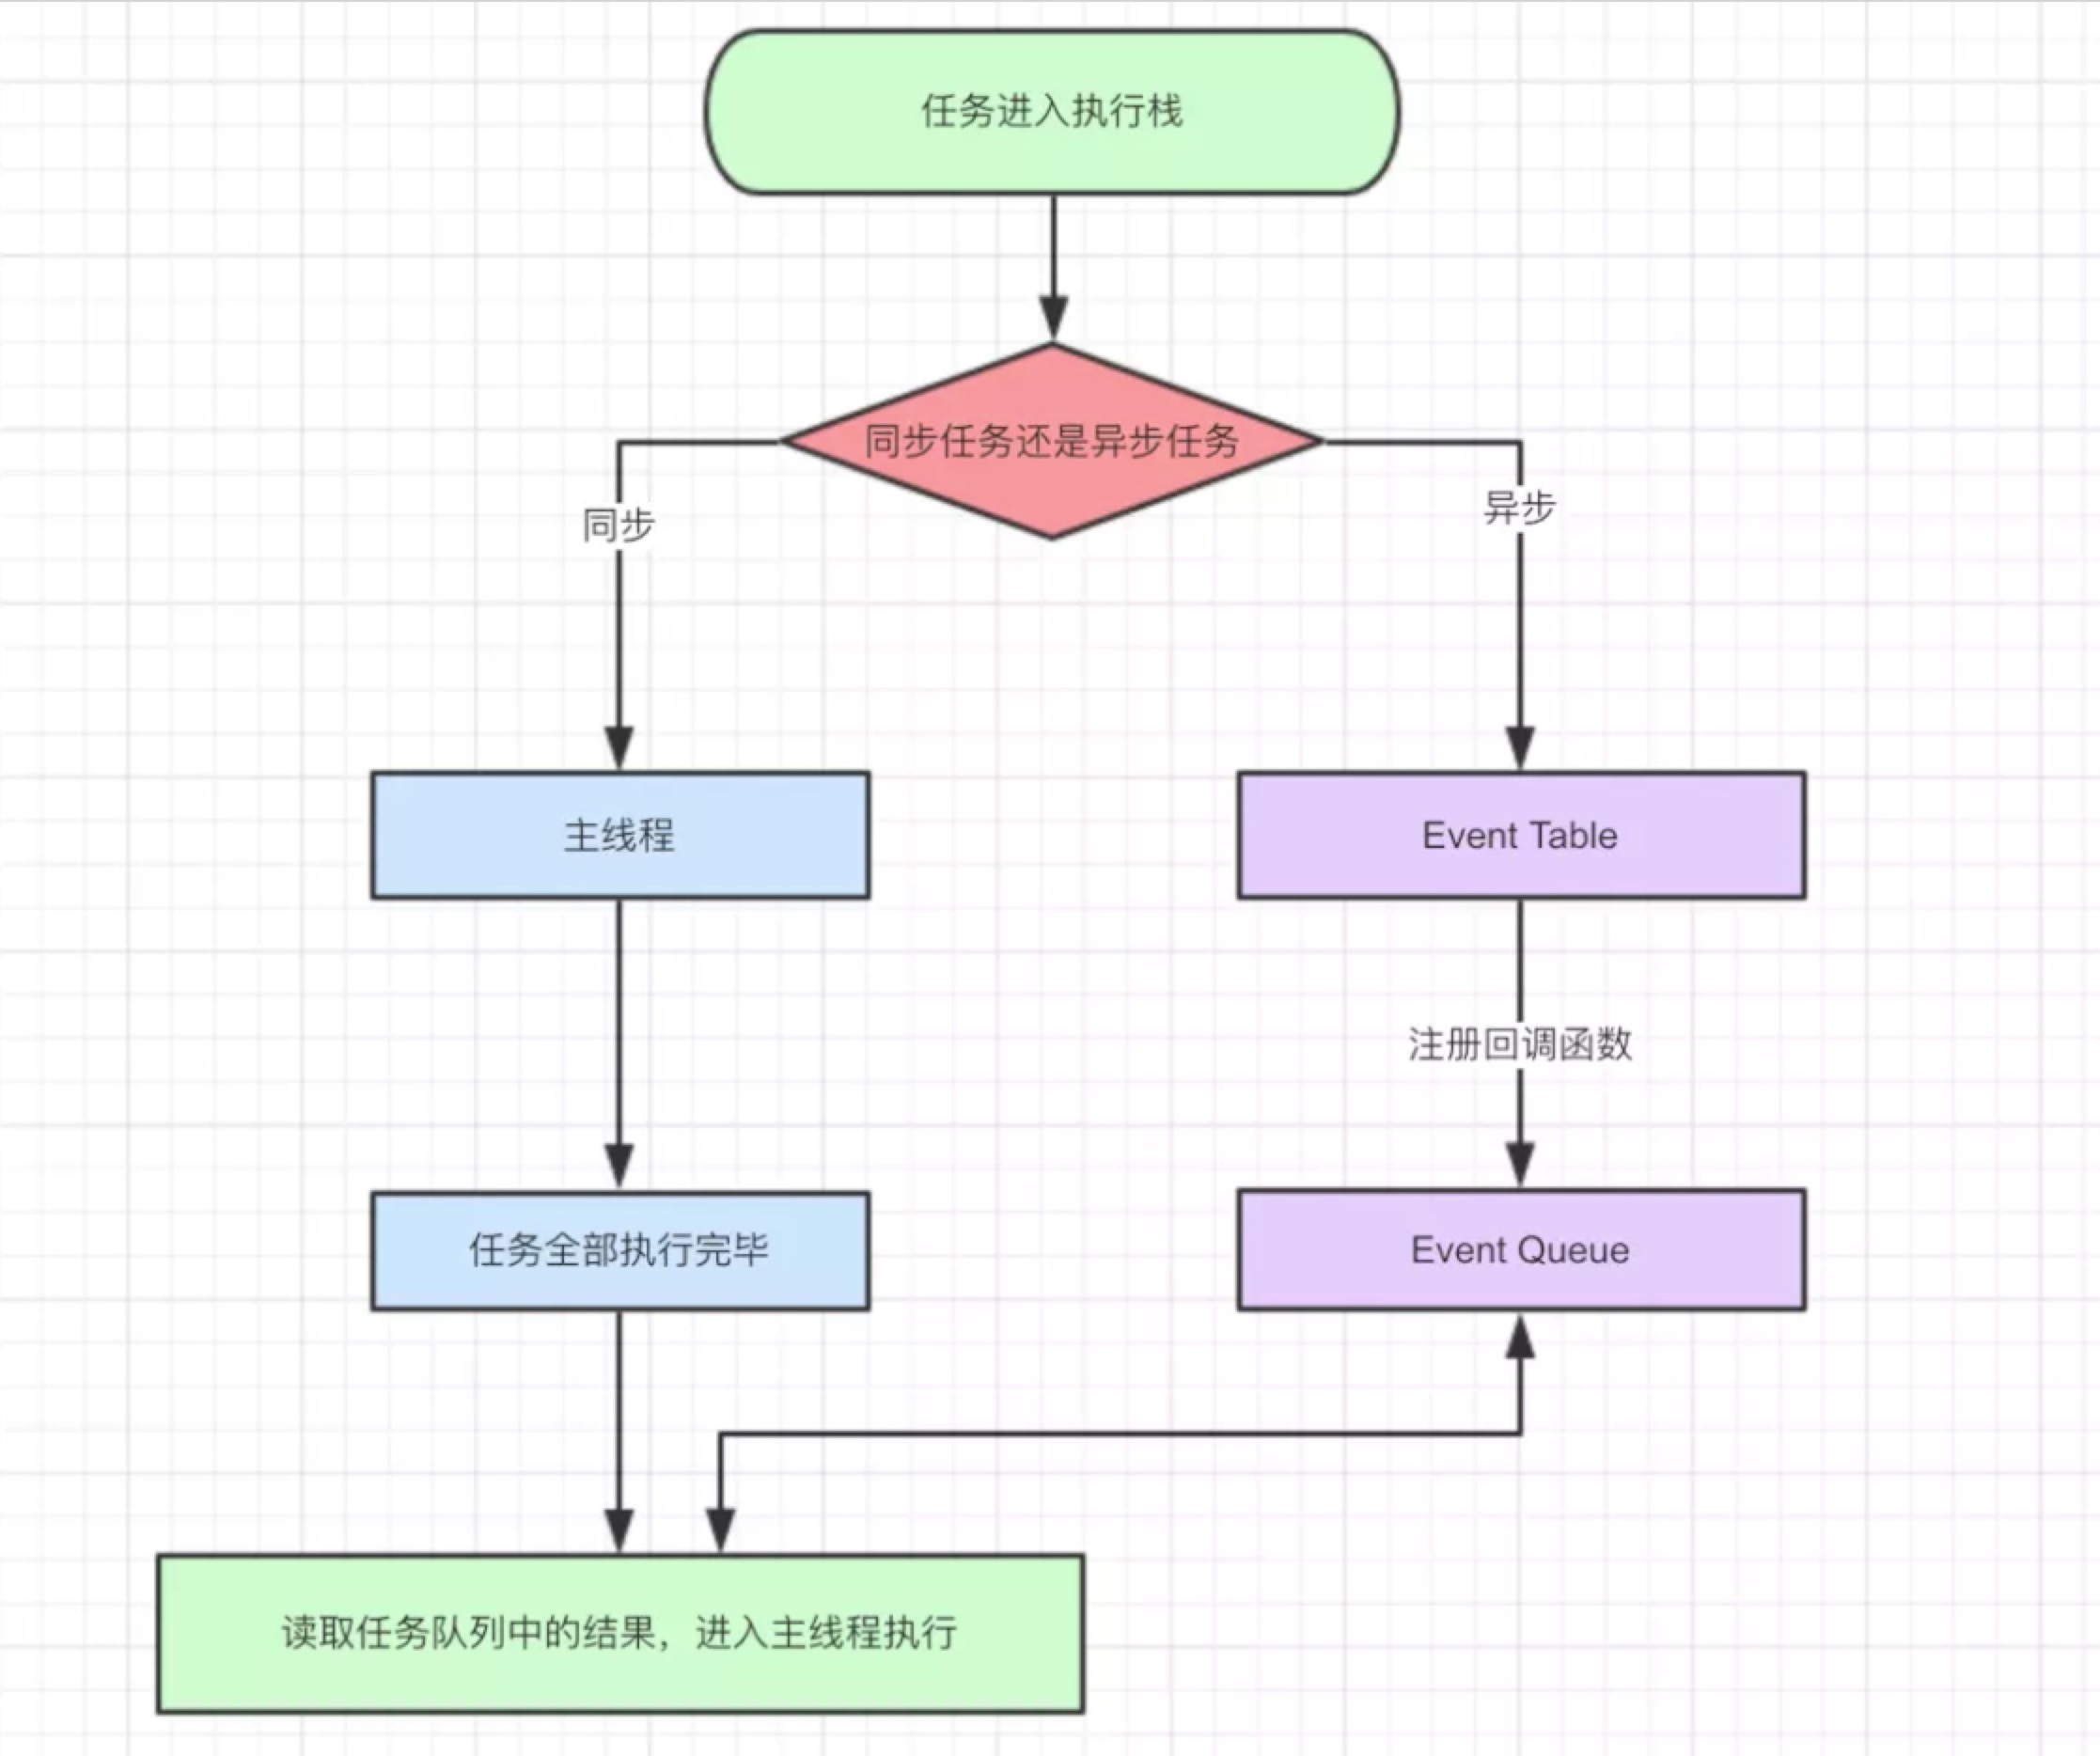 任务进入执行栈
同步任务还是异步任务
同步
异步
主线程
Event Table
注册回调函数
任务全部执行完毕
Event Queue
读取任务队列中的结果，进入主线程执行